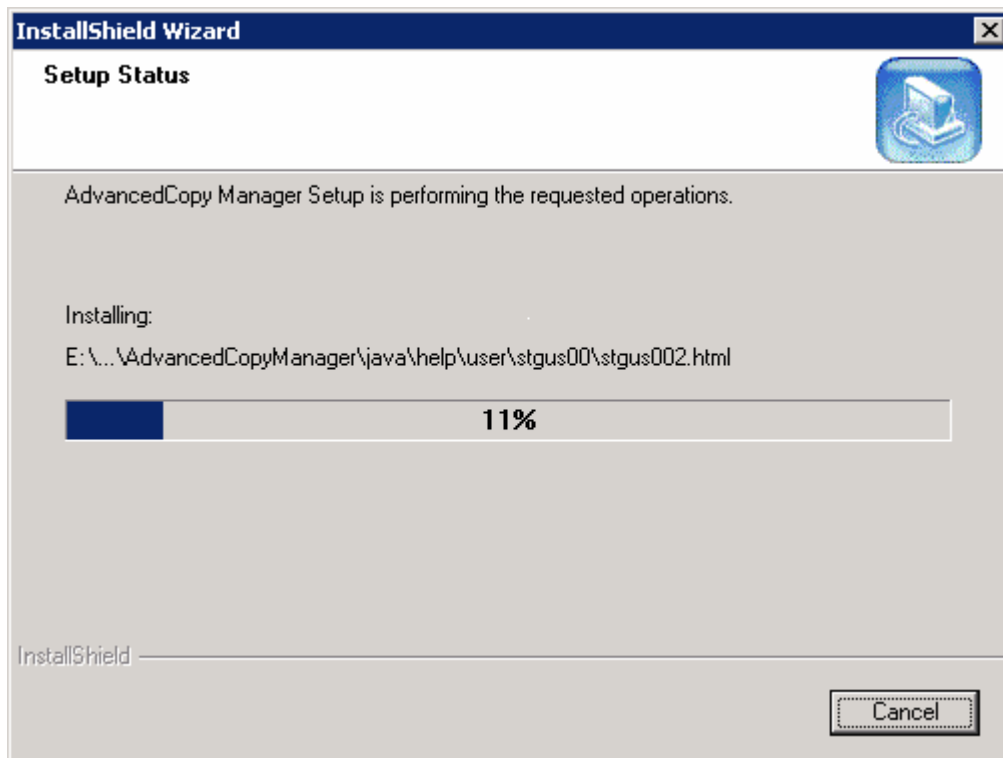 InstallShield Wizard
Setup Status
AdvancedCopy Manager Setup is performing the requested operations.
Installing:
E:\...\AdvancedCopyManager\java\help\user\stgus00\stgus002.html
11%
InstallShield
Cancel